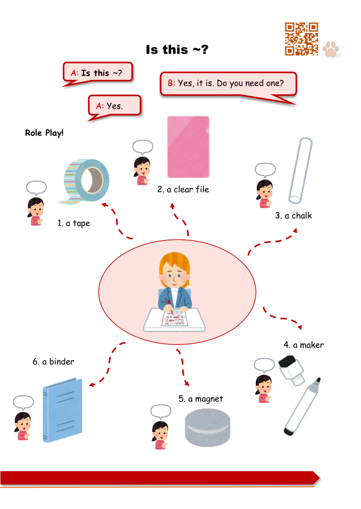 Is this ~?
A: Is this ~?
B: Yes, it is. Do you need one?
A: Yes.
Role Play!
1. a tape
2. a clear file
3. a chalk
4. a maker
5. a magnet
6. a binder